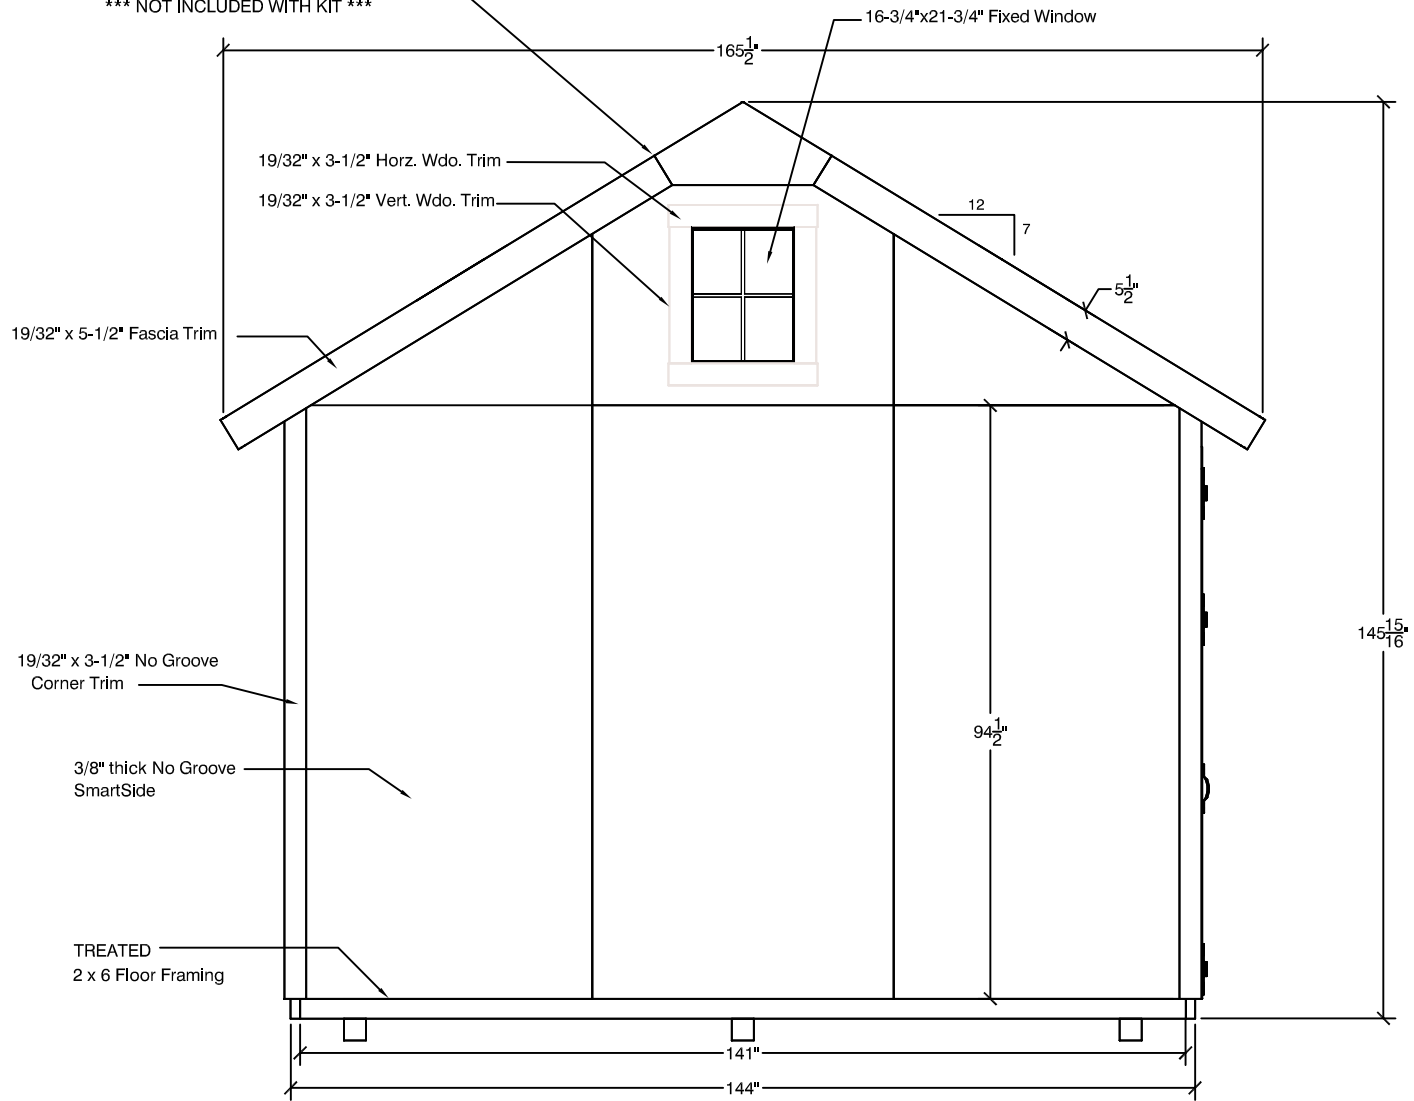 *** NOT INCLUDED WITH KIT ***
16-3/4"x21-3/4" Fixed Window
165 1/2"
19/32" x 3-1/2" Horz. Wdo. Trim
19/32" x 3-1/2" Vert. Wdo. Trim
12
7
5 1/2"
19/32" x 5-1/2" Fascia Trim
145 15/16"
19/32" x 3-1/2" No Groove
Corner Trim
94 1/2"
3/8" thick No Groove
SmartSide
TREATED
2 x 6 Floor Framing
141"
144"